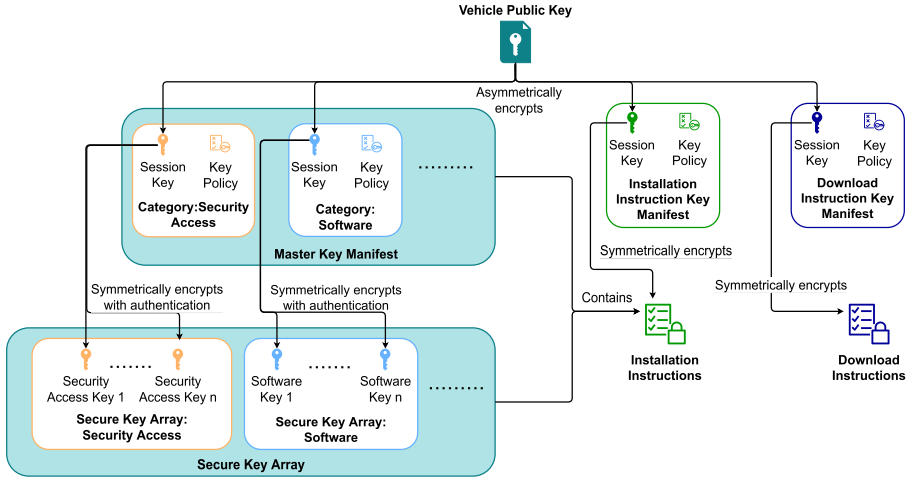 Vehicle Public Key
Asymmetrically
encrypts
Session
Key
Key
Policy
Category:Security
Access
Session
Key
Key
Policy
Category:
Software
.........
Master Key Manifest
Session
Key
Key
Policy
Installation
Instruction Key
Manifest
Session
Key
Key
Policy
Download
Instruction Key
Manifest
Symmetrically encrypts
Symmetrically encrypts
Symmetrically encrypts
with authentication
Symmetrically encrypts
with authentication
Contains
Installation
Instructions
Download
Instructions
Security
Access Key 1
.......
Security
Access Key n
Secure Key Array:
Security Access
Software
Key 1
.......
Software
Key n
Secure Key Array:
Software
.........
Secure Key Array